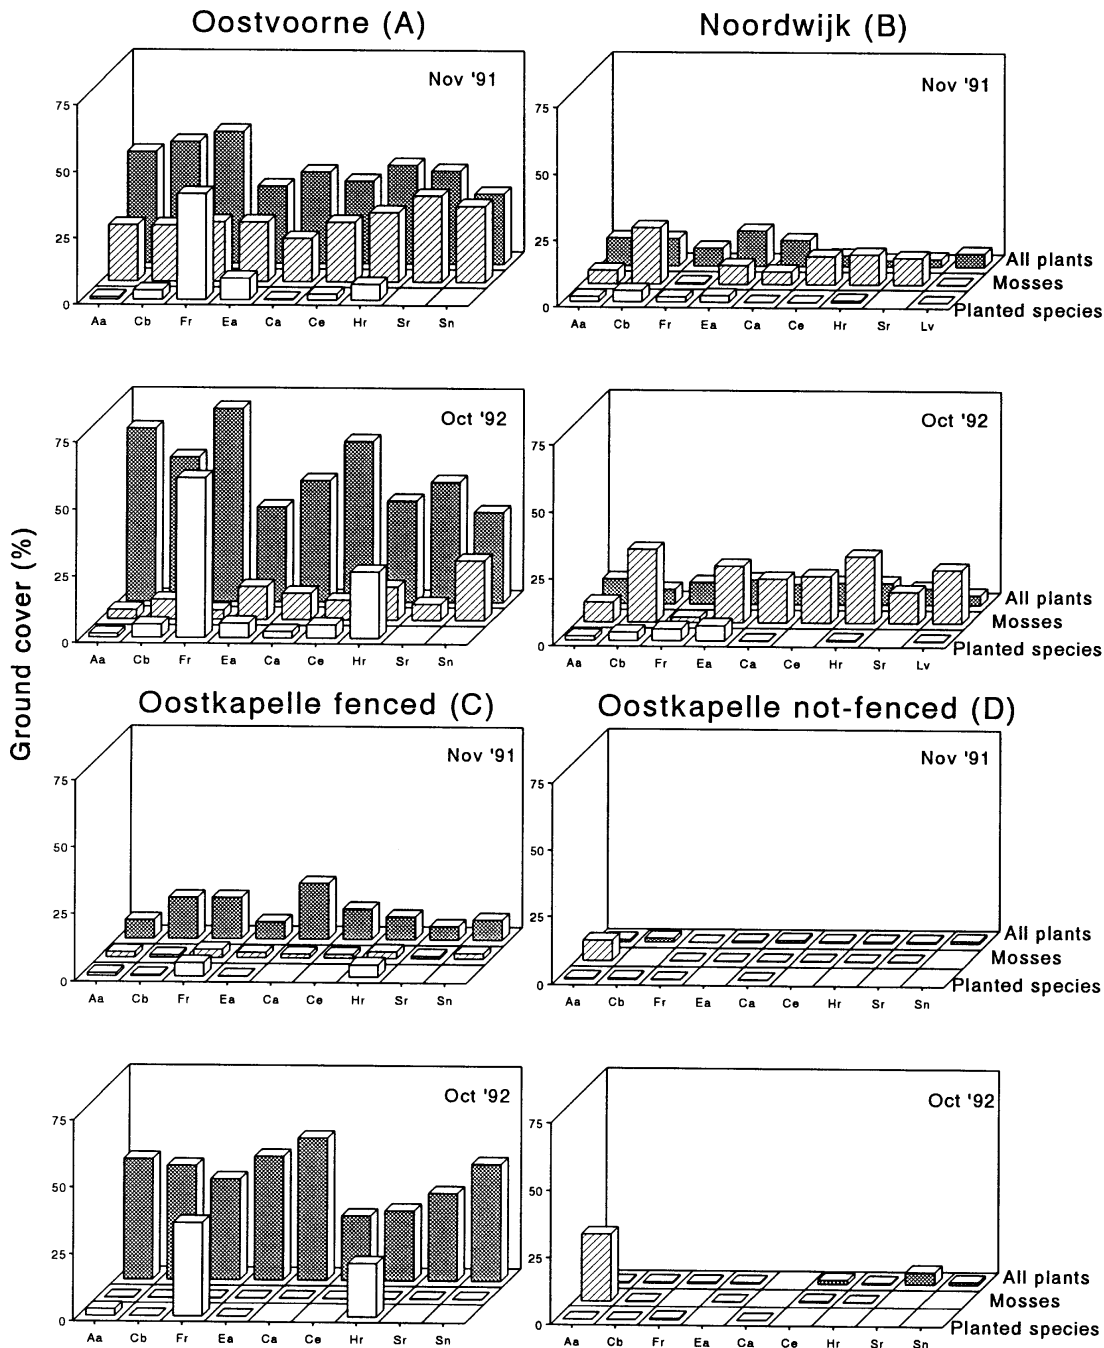 Oostvoorne (A)
Nov '91
75
50
25
0
Aa Cb Fr Ea Ca Ce Hr Sr Sn
Noordwijk (B)
Nov '91
75
50
25
0
All plants
Mosses
Planted species
Aa Cb Fr Ea Ca Ce Hr Sr Lv
Ground cover (%)
Oct '92
75
50
25
0
Aa Cb Fr Ea Ca Ce Hr Sr Sn
Oct '92
75
50
25
0
All plants
Mosses
Planted species
Aa Cb Fr Ea Ca Ce Hr Sr Lv
Oostkapelle fenced (C)
Nov '91
75
50
25
0
Aa Cb Fr Ea Ca Ce Hr Sr Sn
Oostkapelle not-fenced (D)
Nov '91
75
50
25
0
All plants
Mosses
Planted species
Aa Cb Fr Ea Ca Ce Hr Sr Sn
Oct '92
75
50
25
0
Aa Cb Fr Ea Ca Ce Hr Sr Sn
Oct '92
75
50
25
0
All plants
Mosses
Planted species
Aa Cb Fr Ea Ca Ce Hr Sr Sn